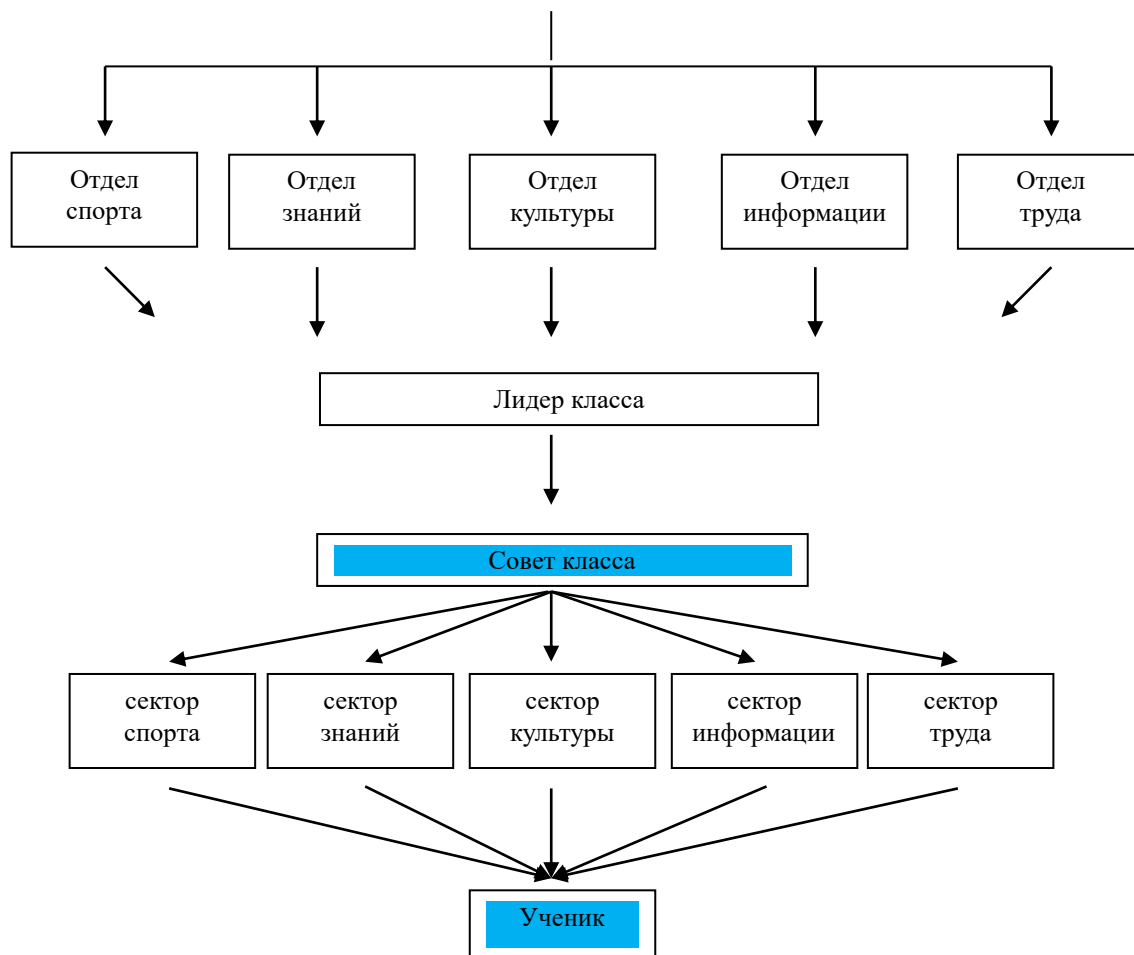 Отдел
спорта
Отдел
знаний
Отдел
культуры
Отдел
информации
Отдел
труда
Лидер класса
Совет класса
сектор
спорта
сектор
знаний
сектор
культуры
сектор
информации
сектор
труда
Ученик